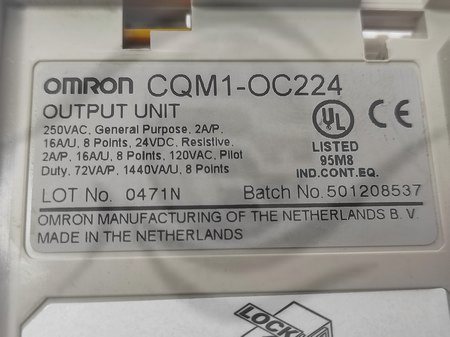 OMRON CQM1-OC224
OUTPUT UNIT
250VAC, General Purpose, 2A/P,
16A/U, 8 Points, 24VDC, Resistive,
2A/P, 16A/U, 8 Points, 120VAC, Pilot
Duty, 72VA/P, 1440VA/U, 8 Points
UL
LISTED
95M8
IND.CONT.EQ.
CE
LOT No. 0471N Batch No. 501208537
OMRON MANUFACTURING OF THE NETHERLANDS B. V.
MADE IN THE NETHERLANDS
LOCK